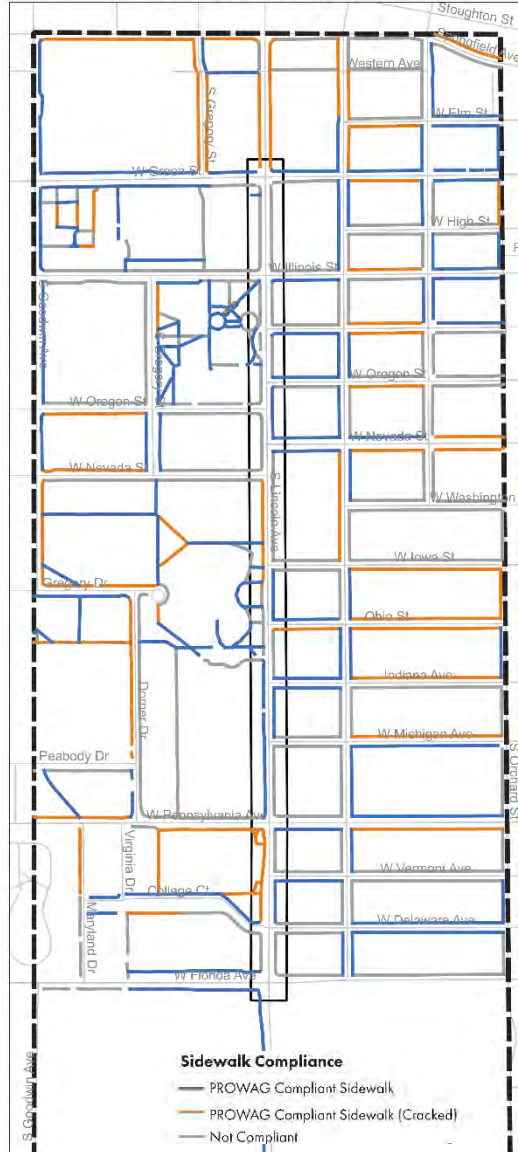 Stoughton St
Springfield Ave
Western Ave
S Gregory St
W Elm St
W Green St
W High St
W Illinois St
S Goodwin Ave
S Gregory St
W Oregon St
W Oregon St
W Nevada St
W Nevada St
S Lincoln Ave
W Washington
W Iowa St
Gregory Dr
Ohio St
Indiana Ave
Dorner Dr
W Michigan Ave
Peabody Dr
S Orchard St
W Pennsylvania Ave
Virginia Dr
W Vermont Ave
College Ct
Maryland Dr
W Delaware Ave
W Florida Ave
S Goodwin Ave
Sidewalk Compliance
PROWAG Compliant Sidewalk
PROWAG Compliant Sidewalk (Cracked)
Not Compliant